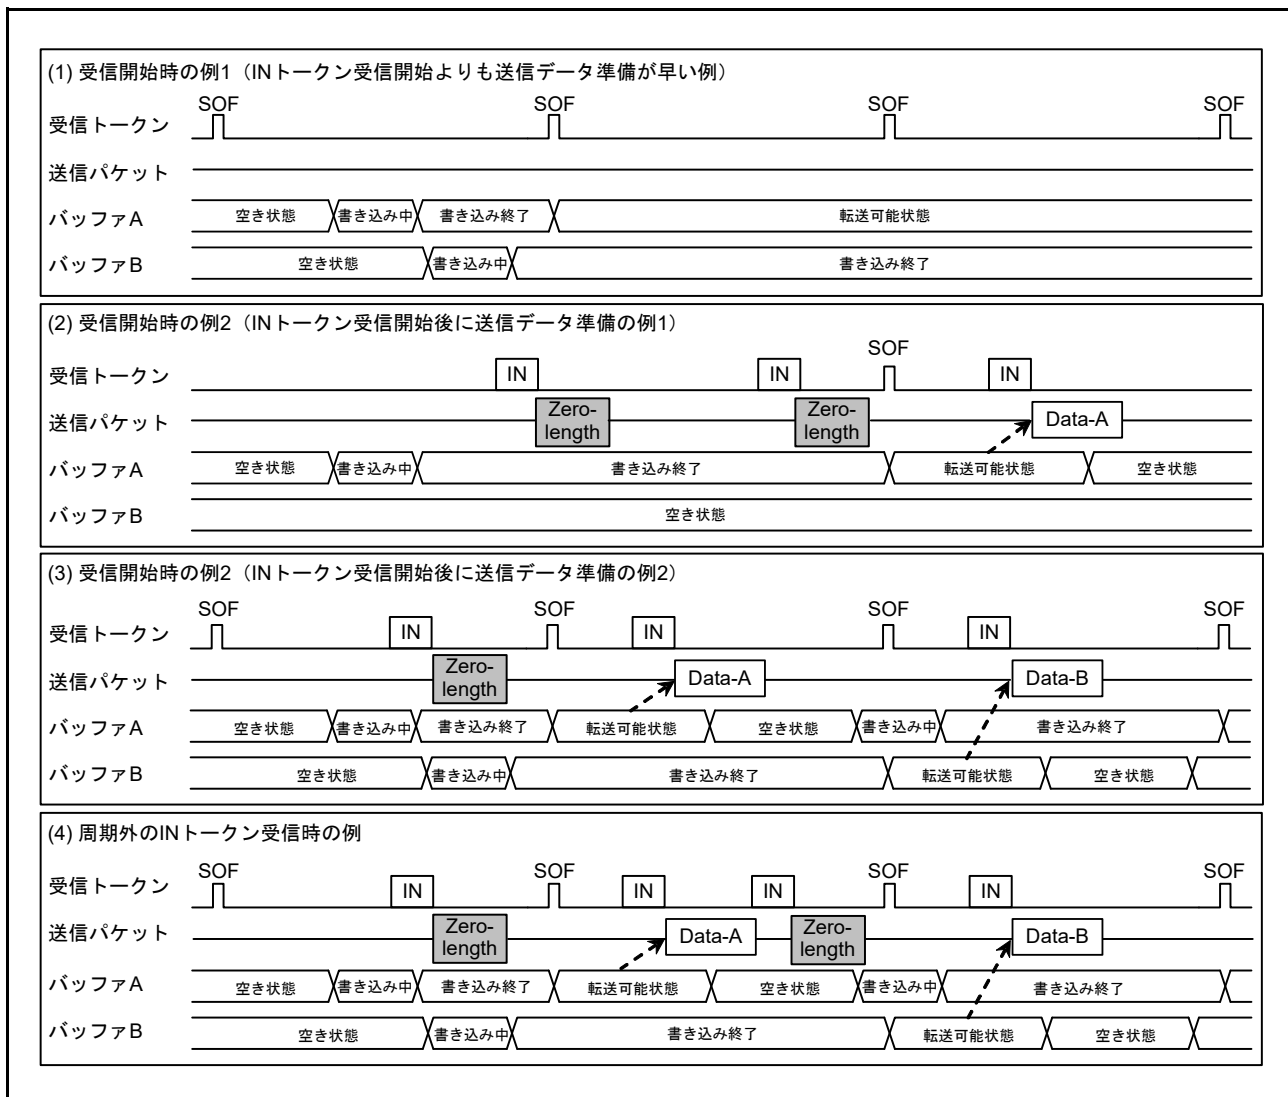 (1) 受信開始時の例1（INトークン受信開始よりも送信データ準備が早い例）
SOF SOF SOF SOF
受信トークン
送信パケット
バッファA 空き状態 書き込み中 書き込み終了 転送可能状態
バッファB 空き状態 書き込み中 書き込み終了
(2) 受信開始時の例2（INトークン受信開始後に送信データ準備の例1）
SOF
受信トークン IN IN IN
送信パケット Zero-length Zero-length Data-A
バッファA 空き状態 書き込み中 書き込み終了 転送可能状態 空き状態
バッファB 空き状態
(3) 受信開始時の例2（INトークン受信開始後に送信データ準備の例2）
SOF SOF SOF SOF
受信トークン IN IN IN
送信パケット Zero-length Data-A Data-B
バッファA 空き状態 書き込み中 書き込み終了 転送可能状態 空き状態 書き込み中 書き込み終了
バッファB 空き状態 書き込み中 書き込み終了 転送可能状態 空き状態
(4) 周期外のINトークン受信時の例
SOF SOF SOF SOF
受信トークン IN IN IN IN
送信パケット Zero-length Data-A Zero-length Data-B
バッファA 空き状態 書き込み中 書き込み終了 転送可能状態 空き状態 書き込み中 書き込み終了
バッファB 空き状態 書き込み中 書き込み終了 転送可能状態 空き状態